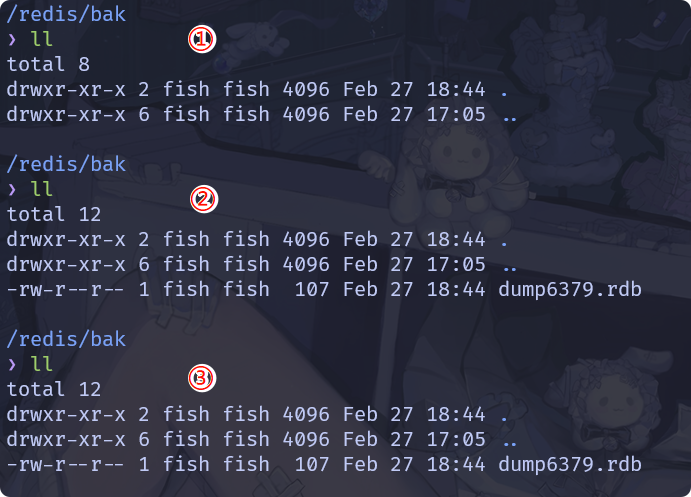 /redis/bak
❯ ll ①
total 8
drwxr-xr-x 2 fish fish 4096 Feb 27 18:44 .
drwxr-xr-x 6 fish fish 4096 Feb 27 17:05 ..
/redis/bak
❯ ll ②
total 12
drwxr-xr-x 2 fish fish 4096 Feb 27 18:44 .
drwxr-xr-x 6 fish fish 4096 Feb 27 17:05 ..
-rw-r--r-- 1 fish fish  107 Feb 27 18:44 dump6379.rdb
/redis/bak
❯ ll ③
total 12
drwxr-xr-x 2 fish fish 4096 Feb 27 18:44 .
drwxr-xr-x 6 fish fish 4096 Feb 27 17:05 ..
-rw-r--r-- 1 fish fish  107 Feb 27 18:44 dump6379.rdb